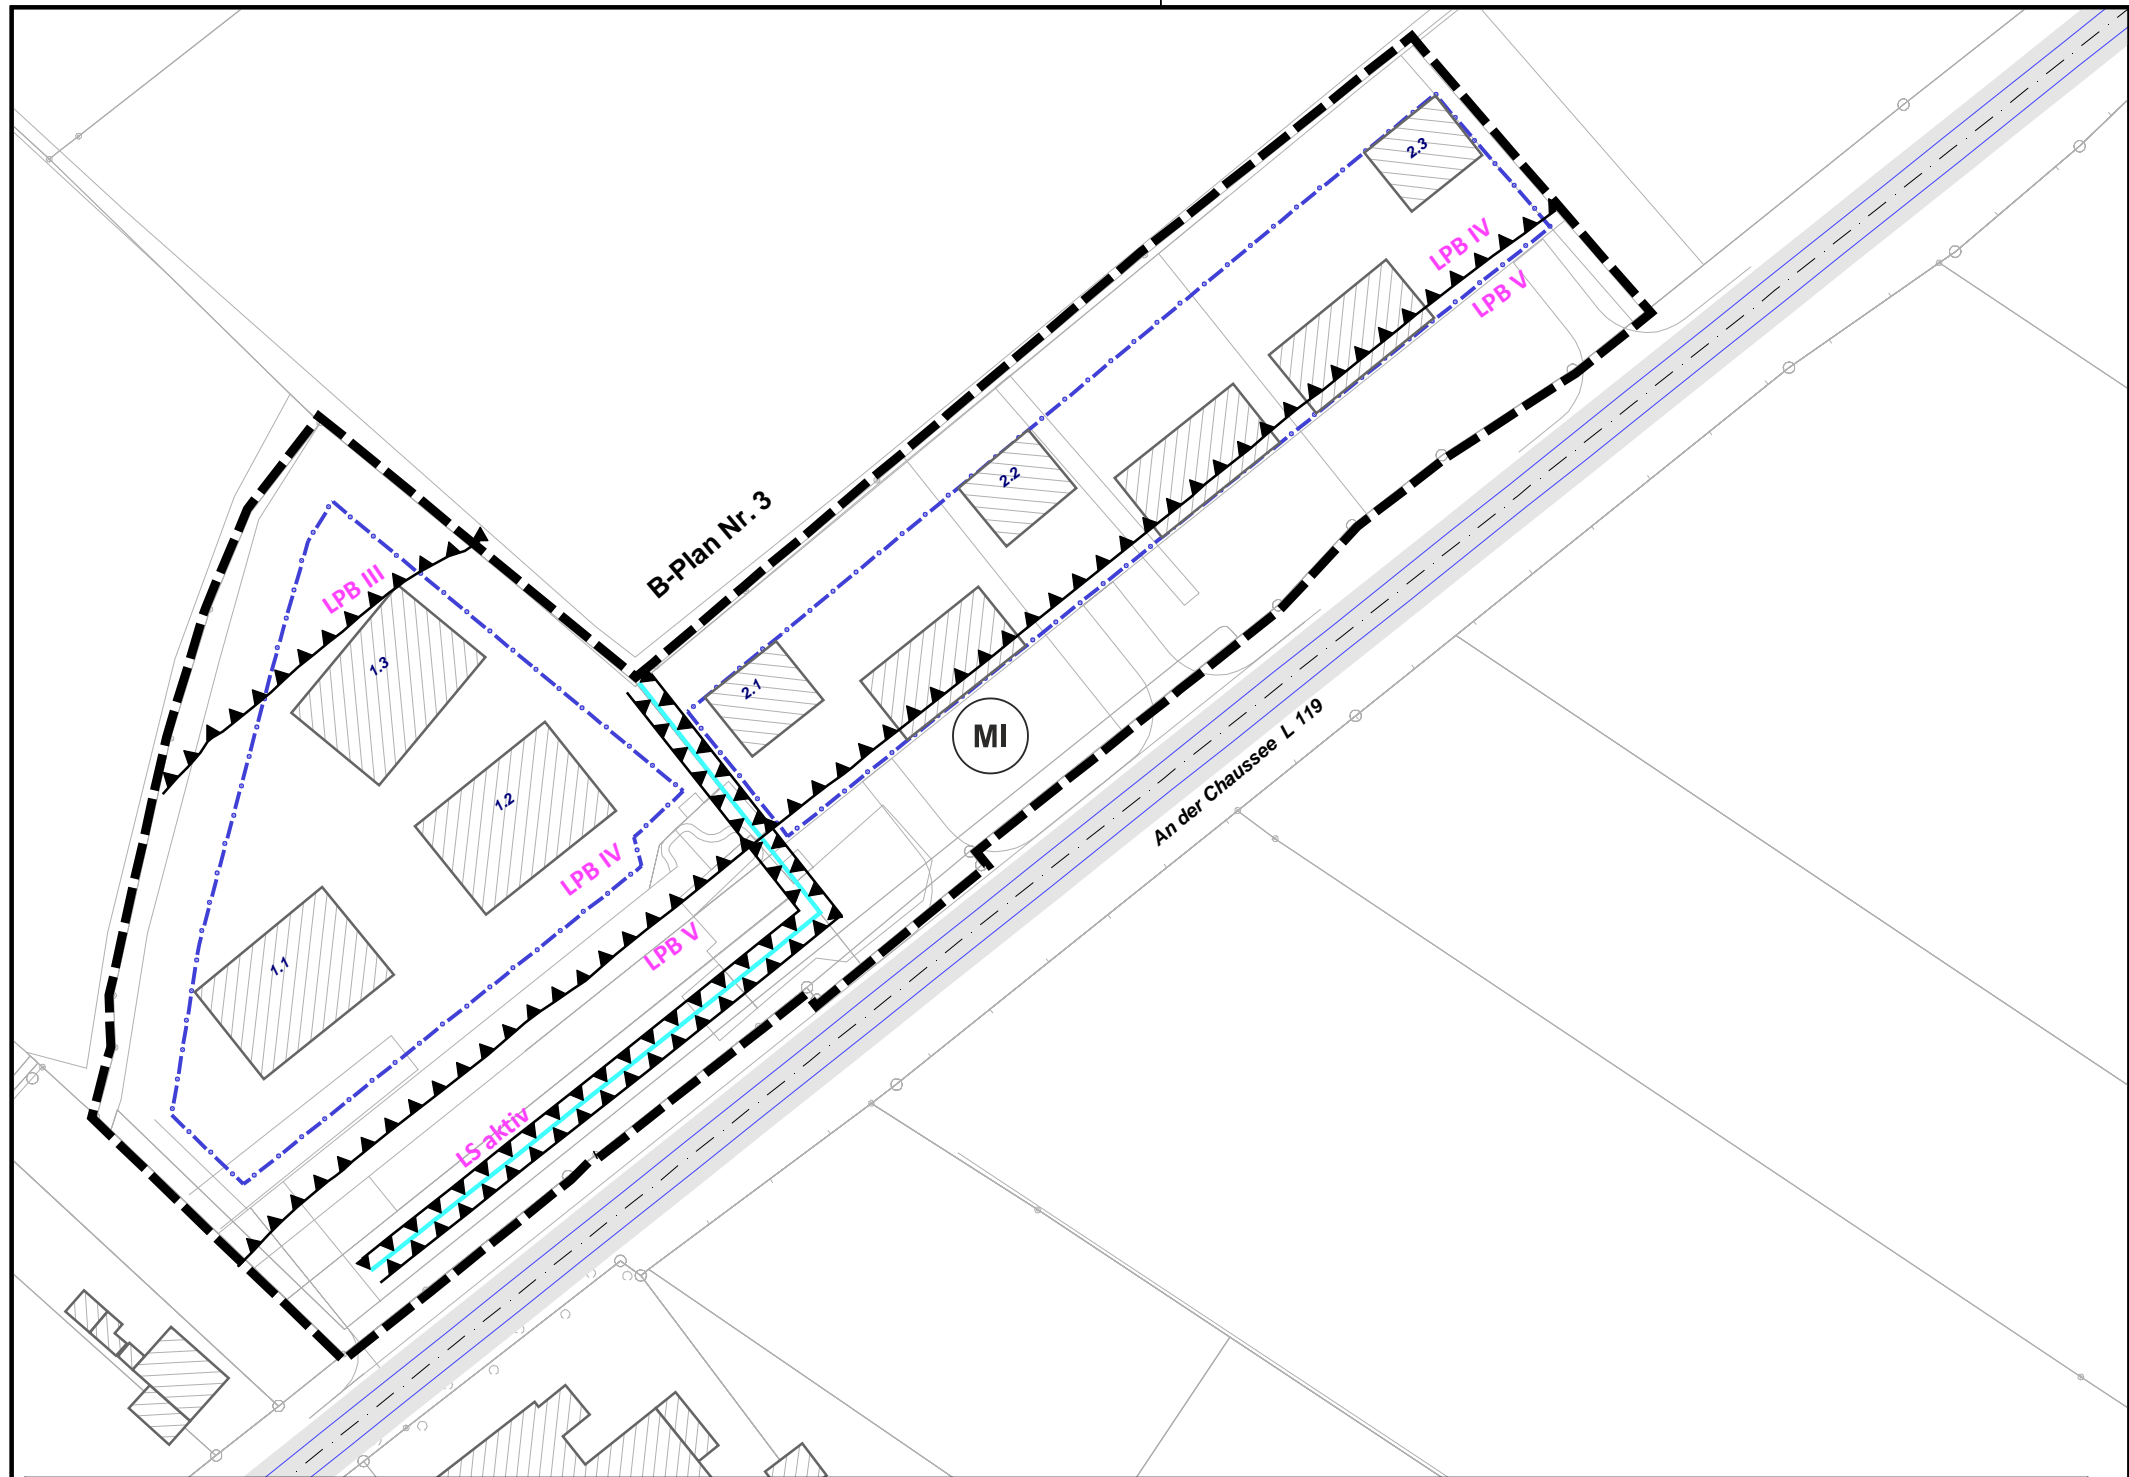 2.3
LPB IV
LPB V
2.2
B-Plan Nr. 3
LPB III
1.3
2.1
MI
An der Chaussee L 119
1.2
LPB IV
LPB V
1.1
LS aktiv